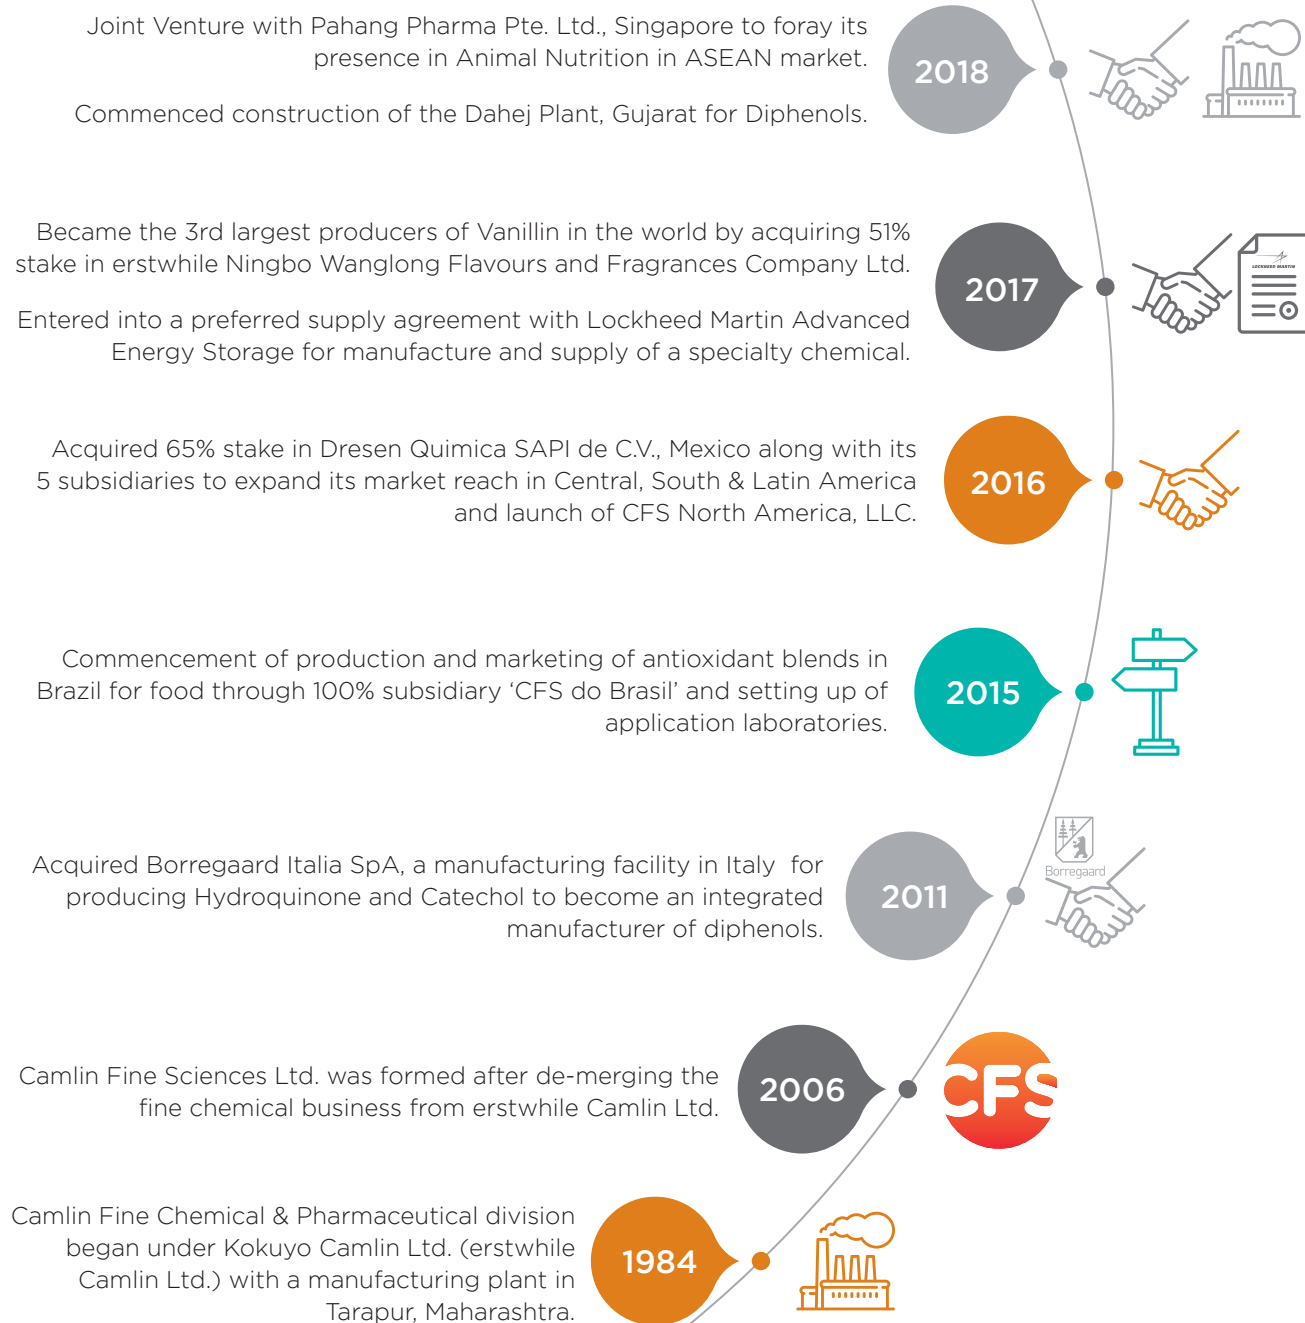 Joint Venture with Pahang Pharma Pte. Ltd., Singapore to foray its
presence in Animal Nutrition in ASEAN market.
Commenced construction of the Dahej Plant, Gujarat for Diphenols.
2018
Became the 3rd largest producers of Vanillin in the world by acquiring 51%
stake in erstwhile Ningbo Wanglong Flavours and Fragrances Company Ltd.
Entered into a preferred supply agreement with Lockheed Martin Advanced
Energy Storage for manufacture and supply of a specialty chemical.
2017
LOCKHEED MARTIN
Acquired 65% stake in Dresen Quimica SAPI de C.V., Mexico along with its
5 subsidiaries to expand its market reach in Central, South & Latin America
and launch of CFS North America, LLC.
2016
Commencement of production and marketing of antioxidant blends in
Brazil for food through 100% subsidiary ‘CFS do Brasil’ and setting up of
application laboratories.
2015
Acquired Borregaard Italia SpA, a manufacturing facility in Italy for
producing Hydroquinone and Catechol to become an integrated
manufacturer of diphenols.
2011
Borregaard
Camlin Fine Sciences Ltd. was formed after de-merging the
fine chemical business from erstwhile Camlin Ltd.
2006
CFS
Camlin Fine Chemical & Pharmaceutical division
began under Kokuyo Camlin Ltd. (erstwhile
Camlin Ltd.) with a manufacturing plant in
Tarapur, Maharashtra.
1984